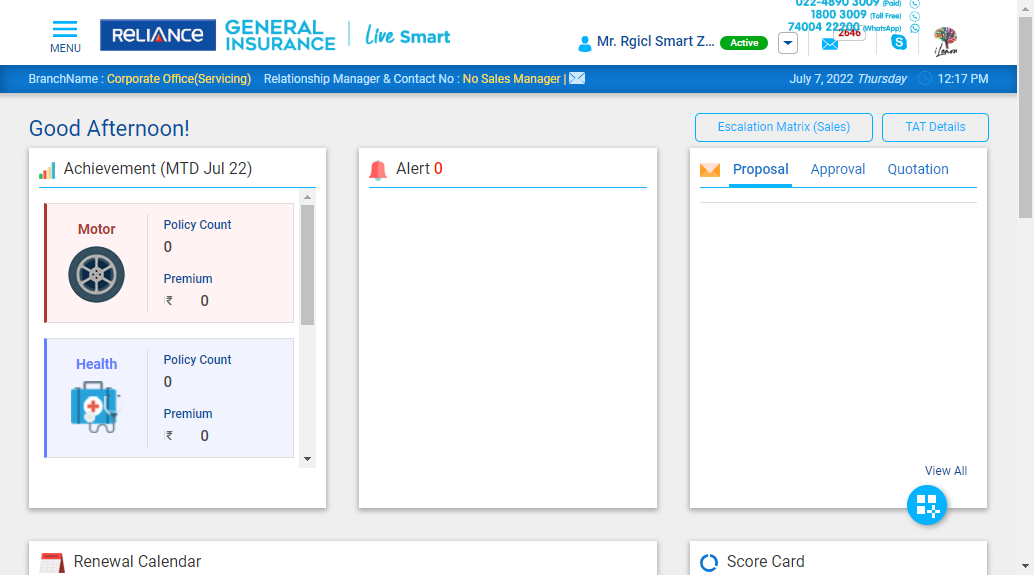 022-4890 3009 (Paid)
1800 3009 (Toll Free)
74004 22200 (WhatsApp)
MENU
RELIANCE GENERAL INSURANCE Live Smart
Mr. Rgicl Smart Z... Active
2646
iLearn
BranchName : Corporate Office(Servicing) Relationship Manager & Contact No : No Sales Manager | July 7, 2022 Thursday 12:17 PM
Good Afternoon!
Escalation Matrix (Sales) TAT Details
Achievement (MTD Jul 22)
Motor
Policy Count
0
Premium
₹ 0
Health
Policy Count
0
Premium
₹ 0
Alert 0
Proposal Approval Quotation
View All
Renewal Calendar
Score Card